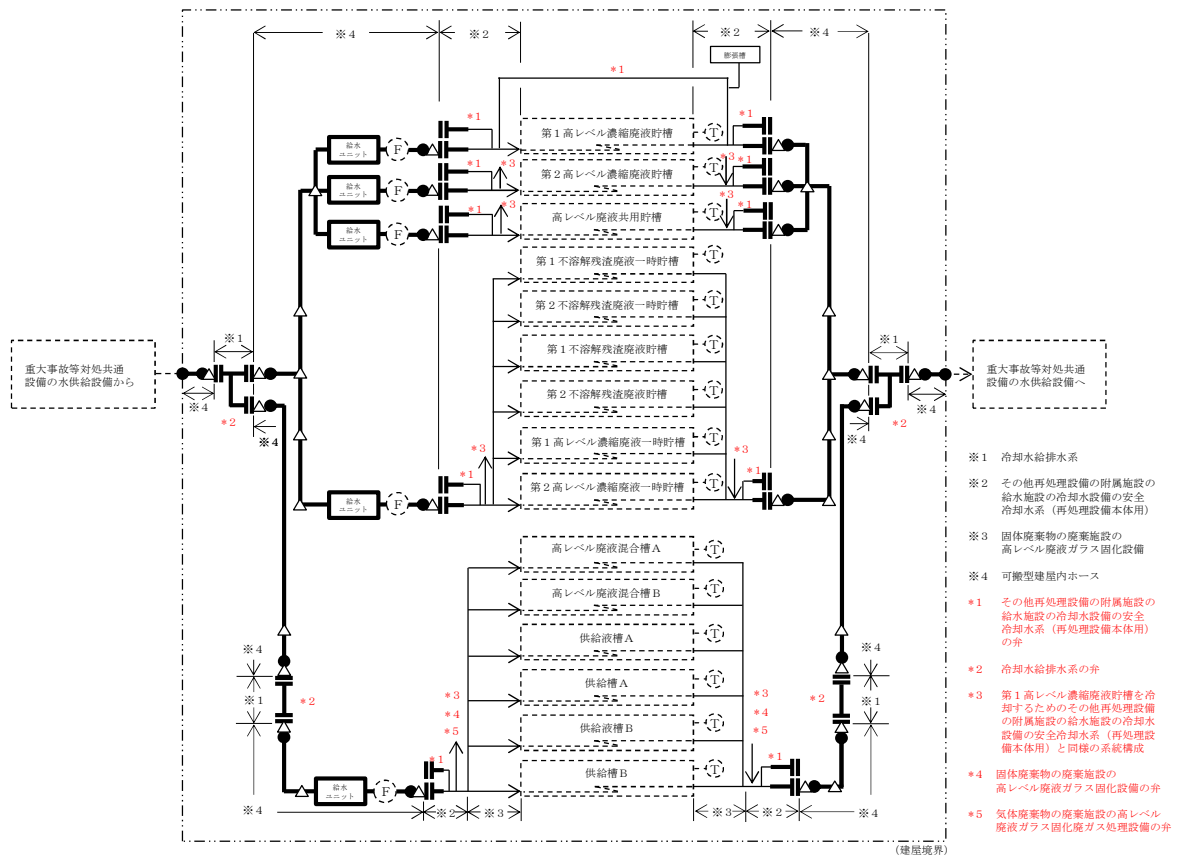 ※4
※2
※2
※4
膨張槽
*1
*1
*1
第1高レベル濃縮廃液貯槽
T
給水
ユニット
F
*1
*3
第2高レベル濃縮廃液貯槽
T
*3
*1
給水
ユニット
F
*1
*3
高レベル廃液共用貯槽
T
*3
*1
給水
ユニット
F
第1不溶解残渣廃液一時貯槽
T
第2不溶解残渣廃液一時貯槽
T
※1
※1
第1不溶解残渣廃液貯槽
T
重大事故等対処共通
設備の水供給設備から
重大事故等対処共通
設備の水供給設備へ
※4
※4
第2不溶解残渣廃液貯槽
T
*2
*2
※4
※4
第1高レベル濃縮廃液一時貯槽
T
*3
*3
*1
*1
第2高レベル濃縮廃液一時貯槽
T
給水
ユニット
F
高レベル廃液混合槽A
T
高レベル廃液混合槽B
T
供給液槽A
T
※4
※4
供給槽A
T
※1
*2
*3
*4
*5
*3
*4
*5
*2
※1
供給液槽B
T
*1
*1
供給槽B
T
給水
ユニット
F
※4
※2
※3
※3
※2
※4
(建屋境界)
※1 冷却水給排水系
※2 その他再処理設備の附属施設の
給水施設の冷却水設備の安全
冷却水系(再処理設備本体用)
※3 固体廃棄物の廃棄施設の
高レベル廃液ガラス固化設備
※4 可搬型建屋内ホース
*1 その他再処理設備の附属施設の
給水施設の冷却水設備の安全
冷却水系(再処理設備本体用)
の弁
*2 冷却水給排水系の弁
*3 第1高レベル濃縮廃液貯槽を冷
却するためのその他再処理設備
の附属施設の給水施設の冷却水
設備の安全冷却水系(再処理設
備本体用)と同様の系統構成
*4 固体廃棄物の廃棄施設の
高レベル廃液ガラス固化設備の弁
*5 気体廃棄物の廃棄施設の高レベル
廃液ガラス固化廃ガス処理設備の弁